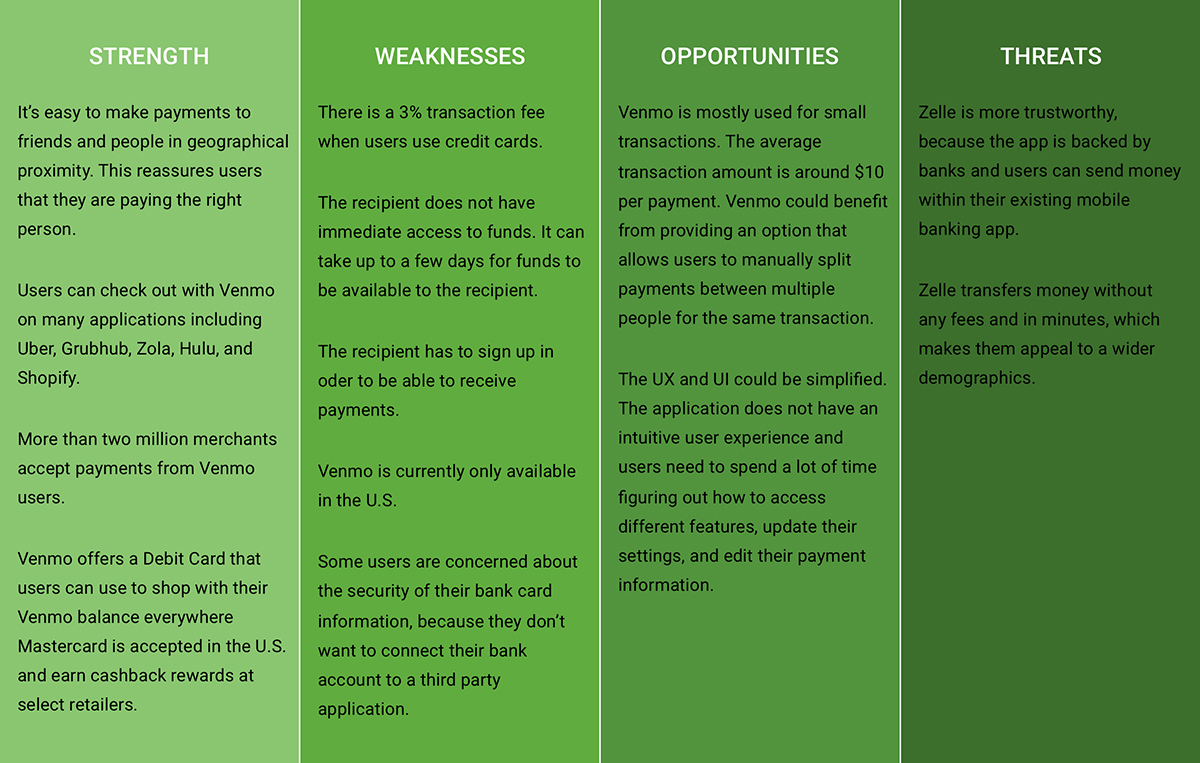 STRENGTH
It’s easy to make payments to
friends and people in geographical
proximity. This reassures users
that they are paying the right
person.
Users can check out with Venmo
on many applications including
Uber, Grubhub, Zola, Hulu, and
Shopify.
More than two million merchants
accept payments from Venmo
users.
Venmo offers a Debit Card that
users can use to shop with their
Venmo balance everywhere
Mastercard is accepted in the U.S.
and earn cashback rewards at
select retailers.
WEAKNESSES
There is a 3% transaction fee
when users use credit cards.
The recipient does not have
immediate access to funds. It can
take up to a few days for funds to
be available to the recipient.
The recipient has to sign up in
oder to be able to receive
payments.
Venmo is currently only available
in the U.S.
Some users are concerned about
the security of their bank card
information, because they don’t
want to connect their bank
account to a third party
application.
OPPORTUNITIES
Venmo is mostly used for small
transactions. The average
transaction amount is around $10
per payment. Venmo could benefit
from providing an option that
allows users to manually split
payments between multiple
people for the same transaction.
The UX and UI could be simplified.
The application does not have an
intuitive user experience and
users need to spend a lot of time
figuring out how to access
different features, update their
settings, and edit their payment
information.
THREATS
Zelle is more trustworthy,
because the app is backed by
banks and users can send money
within their existing mobile
banking app.
Zelle transfers money without
any fees and in minutes, which
makes them appeal to a wider
demographics.